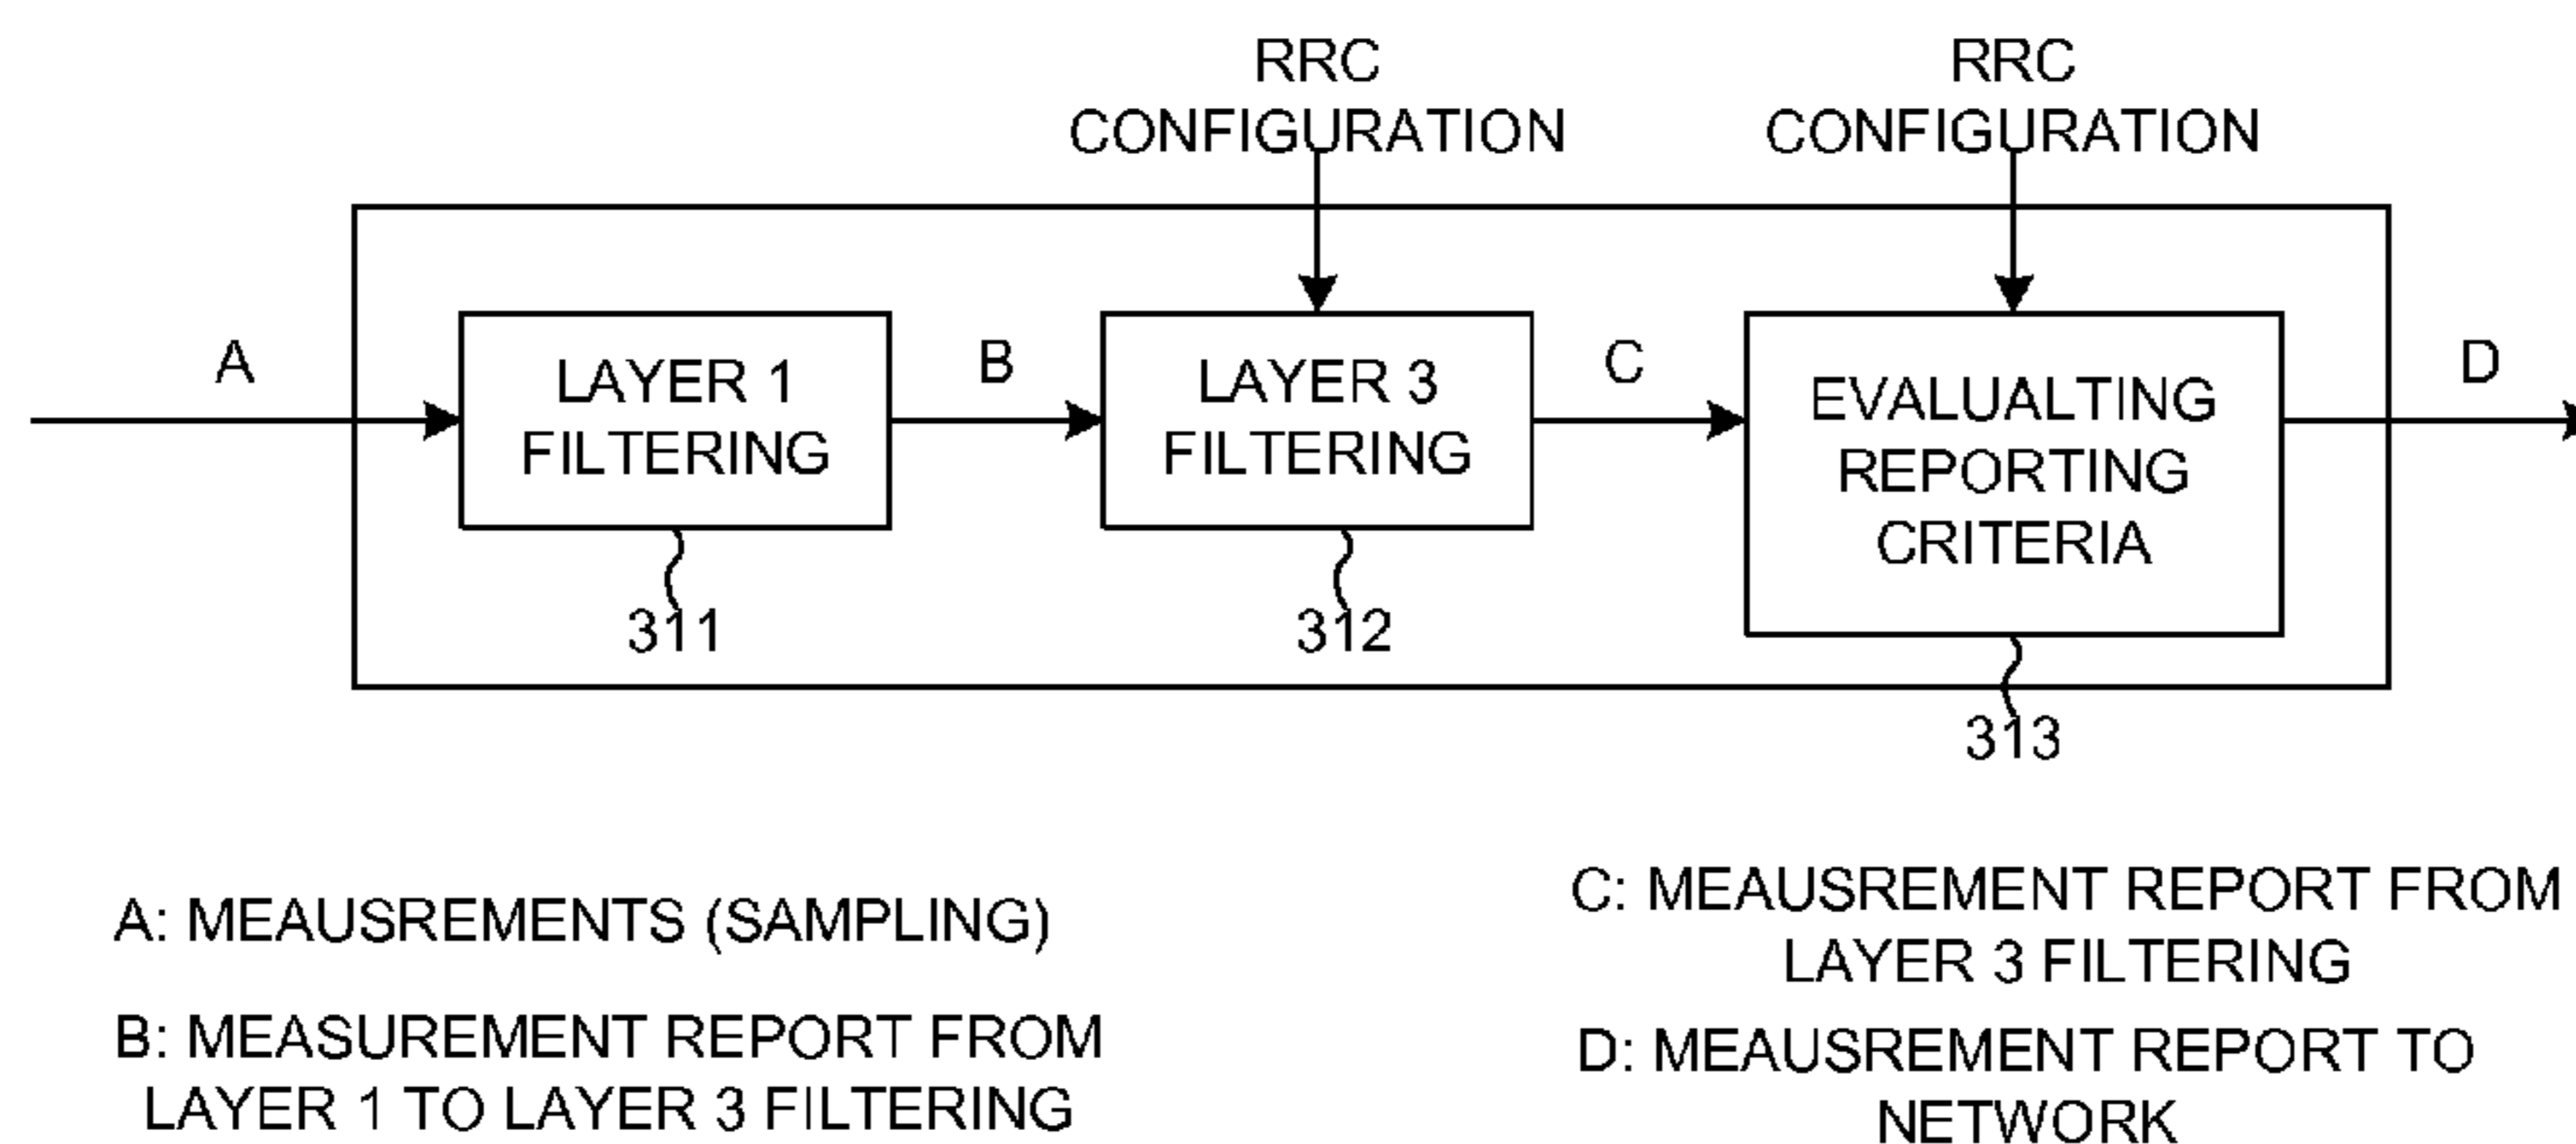 RRC
CONFIGURATION
RRC
CONFIGURATION
A
LAYER 1
FILTERING
B
LAYER 3
FILTERING
C
EVALUALTING
REPORTING
CRITERIA
D
311
312
313
A: MEAUSREMENTS (SAMPLING)
B: MEASUREMENT REPORT FROM
LAYER 1 TO LAYER 3 FILTERING
C: MEAUSREMENT REPORT FROM
LAYER 3 FILTERING
D: MEAUSREMENT REPORT TO
NETWORK